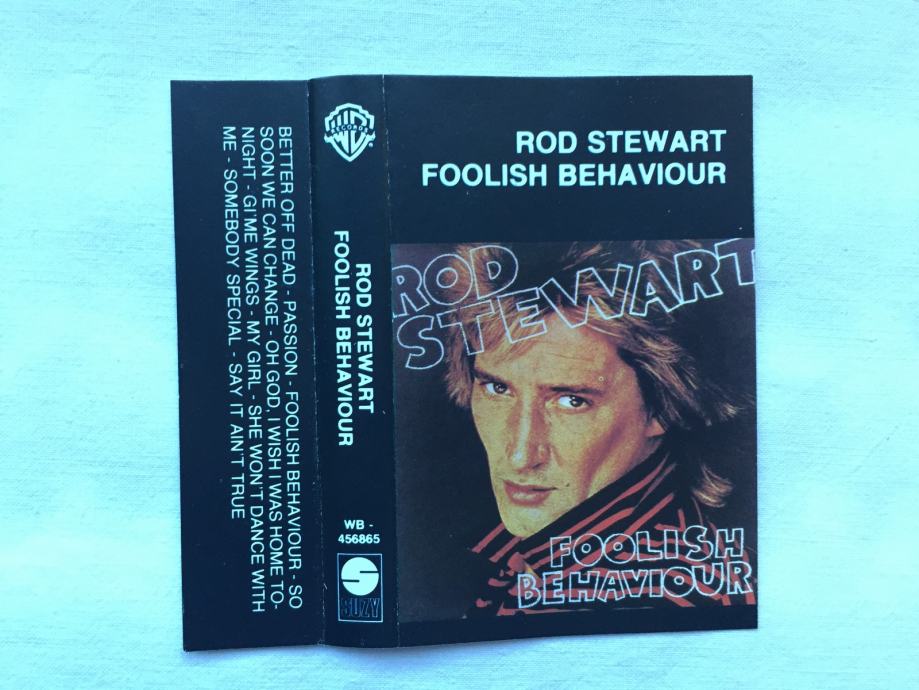 BETTER OFF DEAD - PASSION - FOOLISH BEHAVIOUR - SO
SOON WE CAN CHANGE - OH GOD, I WISH I WAS HOME TO-
NIGHT - GI'ME WINGS - MY GIRL - SHE WON'T DANCE WITH
ME - SOMEBODY SPECIAL - SAY IT AIN'T TRUE
RECORDS
ROD STEWART
FOOLISH BEHAVIOUR
WB -
456865
SUZY
ROD STEWART
FOOLISH BEHAVIOUR
ROD
STEWART
FOOLISH
BEHAVIOUR